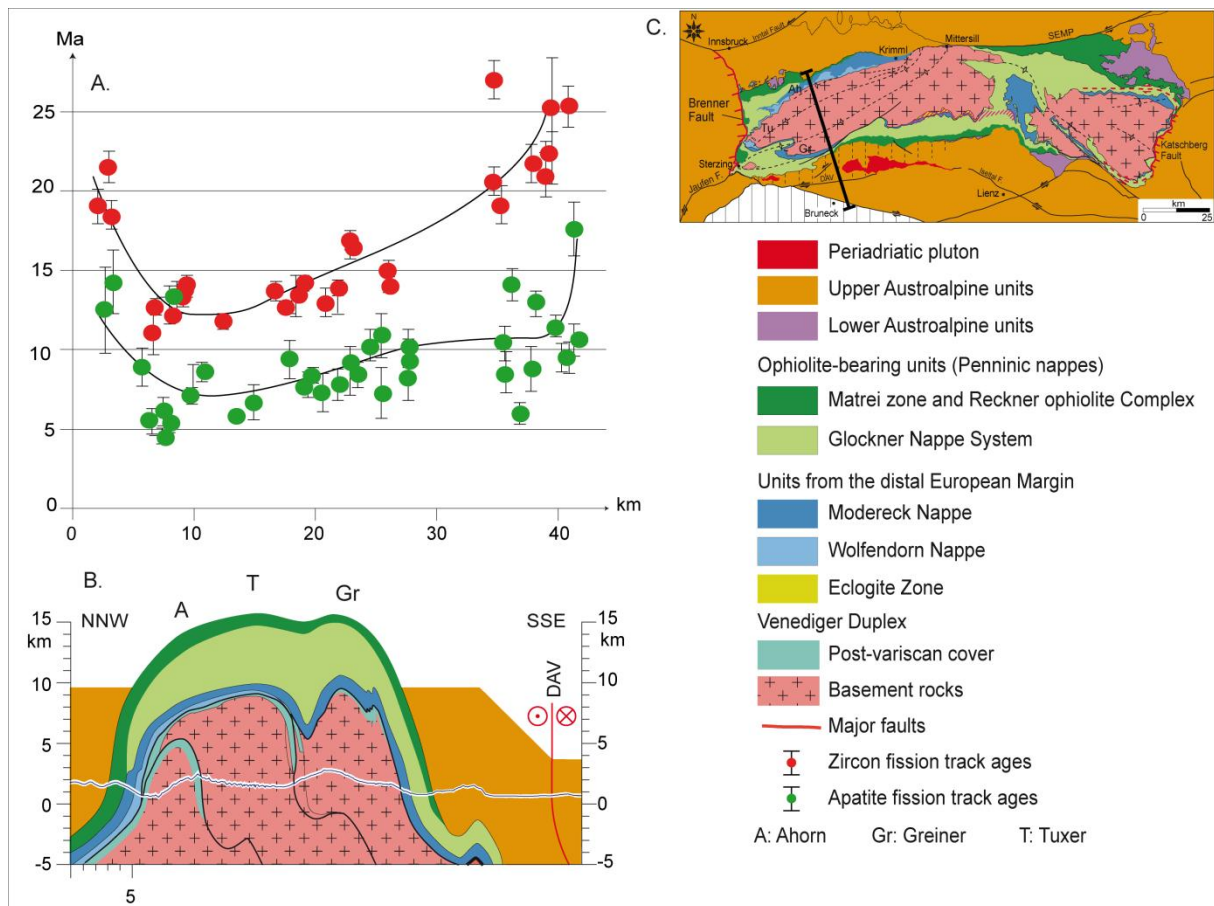 Ma
A.
25
20
15
10
5
0
0 10 20 30 40
km
B.
A T Gr
NNW SSE
15 15
km km
10 10
DAV
5 5
0 0
-5 -5
5
C.
N
Innsbruck
Inntal Fault
Krimml
Mittersill
SEMP
Brenner
Fault
Ah
Tu
Gr
Sterzing
Jaufen F.
DAV
Bruneck
Lienz
Iseltal F.
Katschberg
Fault
km
0 25
Periadriatic pluton
Upper Austroalpine units
Lower Austroalpine units
Ophiolite-bearing units (Penninic nappes)
Matrei zone and Reckner ophiolite Complex
Glockner Nappe System
Units from the distal European Margin
Modereck Nappe
Wolfendorn Nappe
Eclogite Zone
Venediger Duplex
Post-variscan cover
Basement rocks
Major faults
Zircon fission track ages
Apatite fission track ages
A: Ahorn Gr: Greiner T: Tuxer